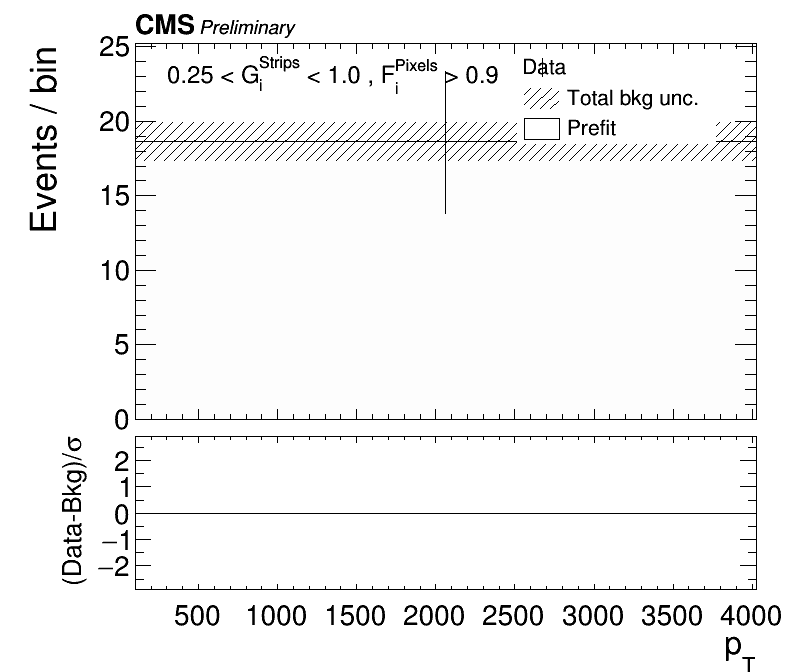 CMS Preliminary
0.25 < G_i^Strips < 1.0 , F_i^Pixels > 0.9
Data
Total bkg unc.
Prefit
Events / bin
25
20
15
10
5
0
(Data-Bkg)/σ
2
1
0
−1
−2
500 1000 1500 2000 2500 3000 3500 4000
p_T